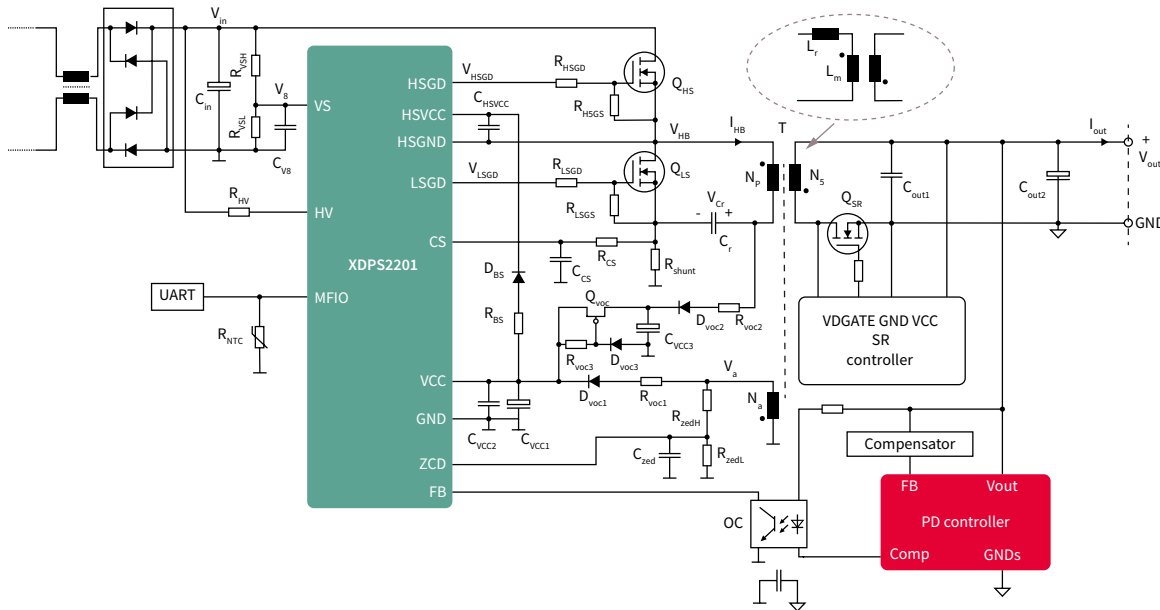 V_in
L_r
L_m
R_VSH
C_in
V_8
R_VSL
C_V8
R_HV
XDPS2201
HSGD
HSVCC
HSGND
LSGD
VS
HV
CS
MFIO
VCC
GND
ZCD
FB
V_HSGD
R_HSGD
Q_HS
R_HSGS
C_HSVCC
V_HB
I_HB
T
I_out
+
V_out
V_LSGD
R_LSGD
Q_LS
R_LSGS
N_P
N_5
C_out1
C_out2
Q_SR
GND
V_Cr
- +
C_r
R_CS
C_CS
R_shunt
D_BS
R_BS
Q_voc
D_voc2
R_voc2
C_VCC3
R_voc3
D_voc3
UART
R_NTC
VDGATE GND VCC
SR
controller
V_a
D_voc1
R_voc1
N_a
R_zedH
C_VCC2
C_VCC1
C_zed
R_zedL
Compensator
FB
Vout
PD controller
Comp
GNDs
OC